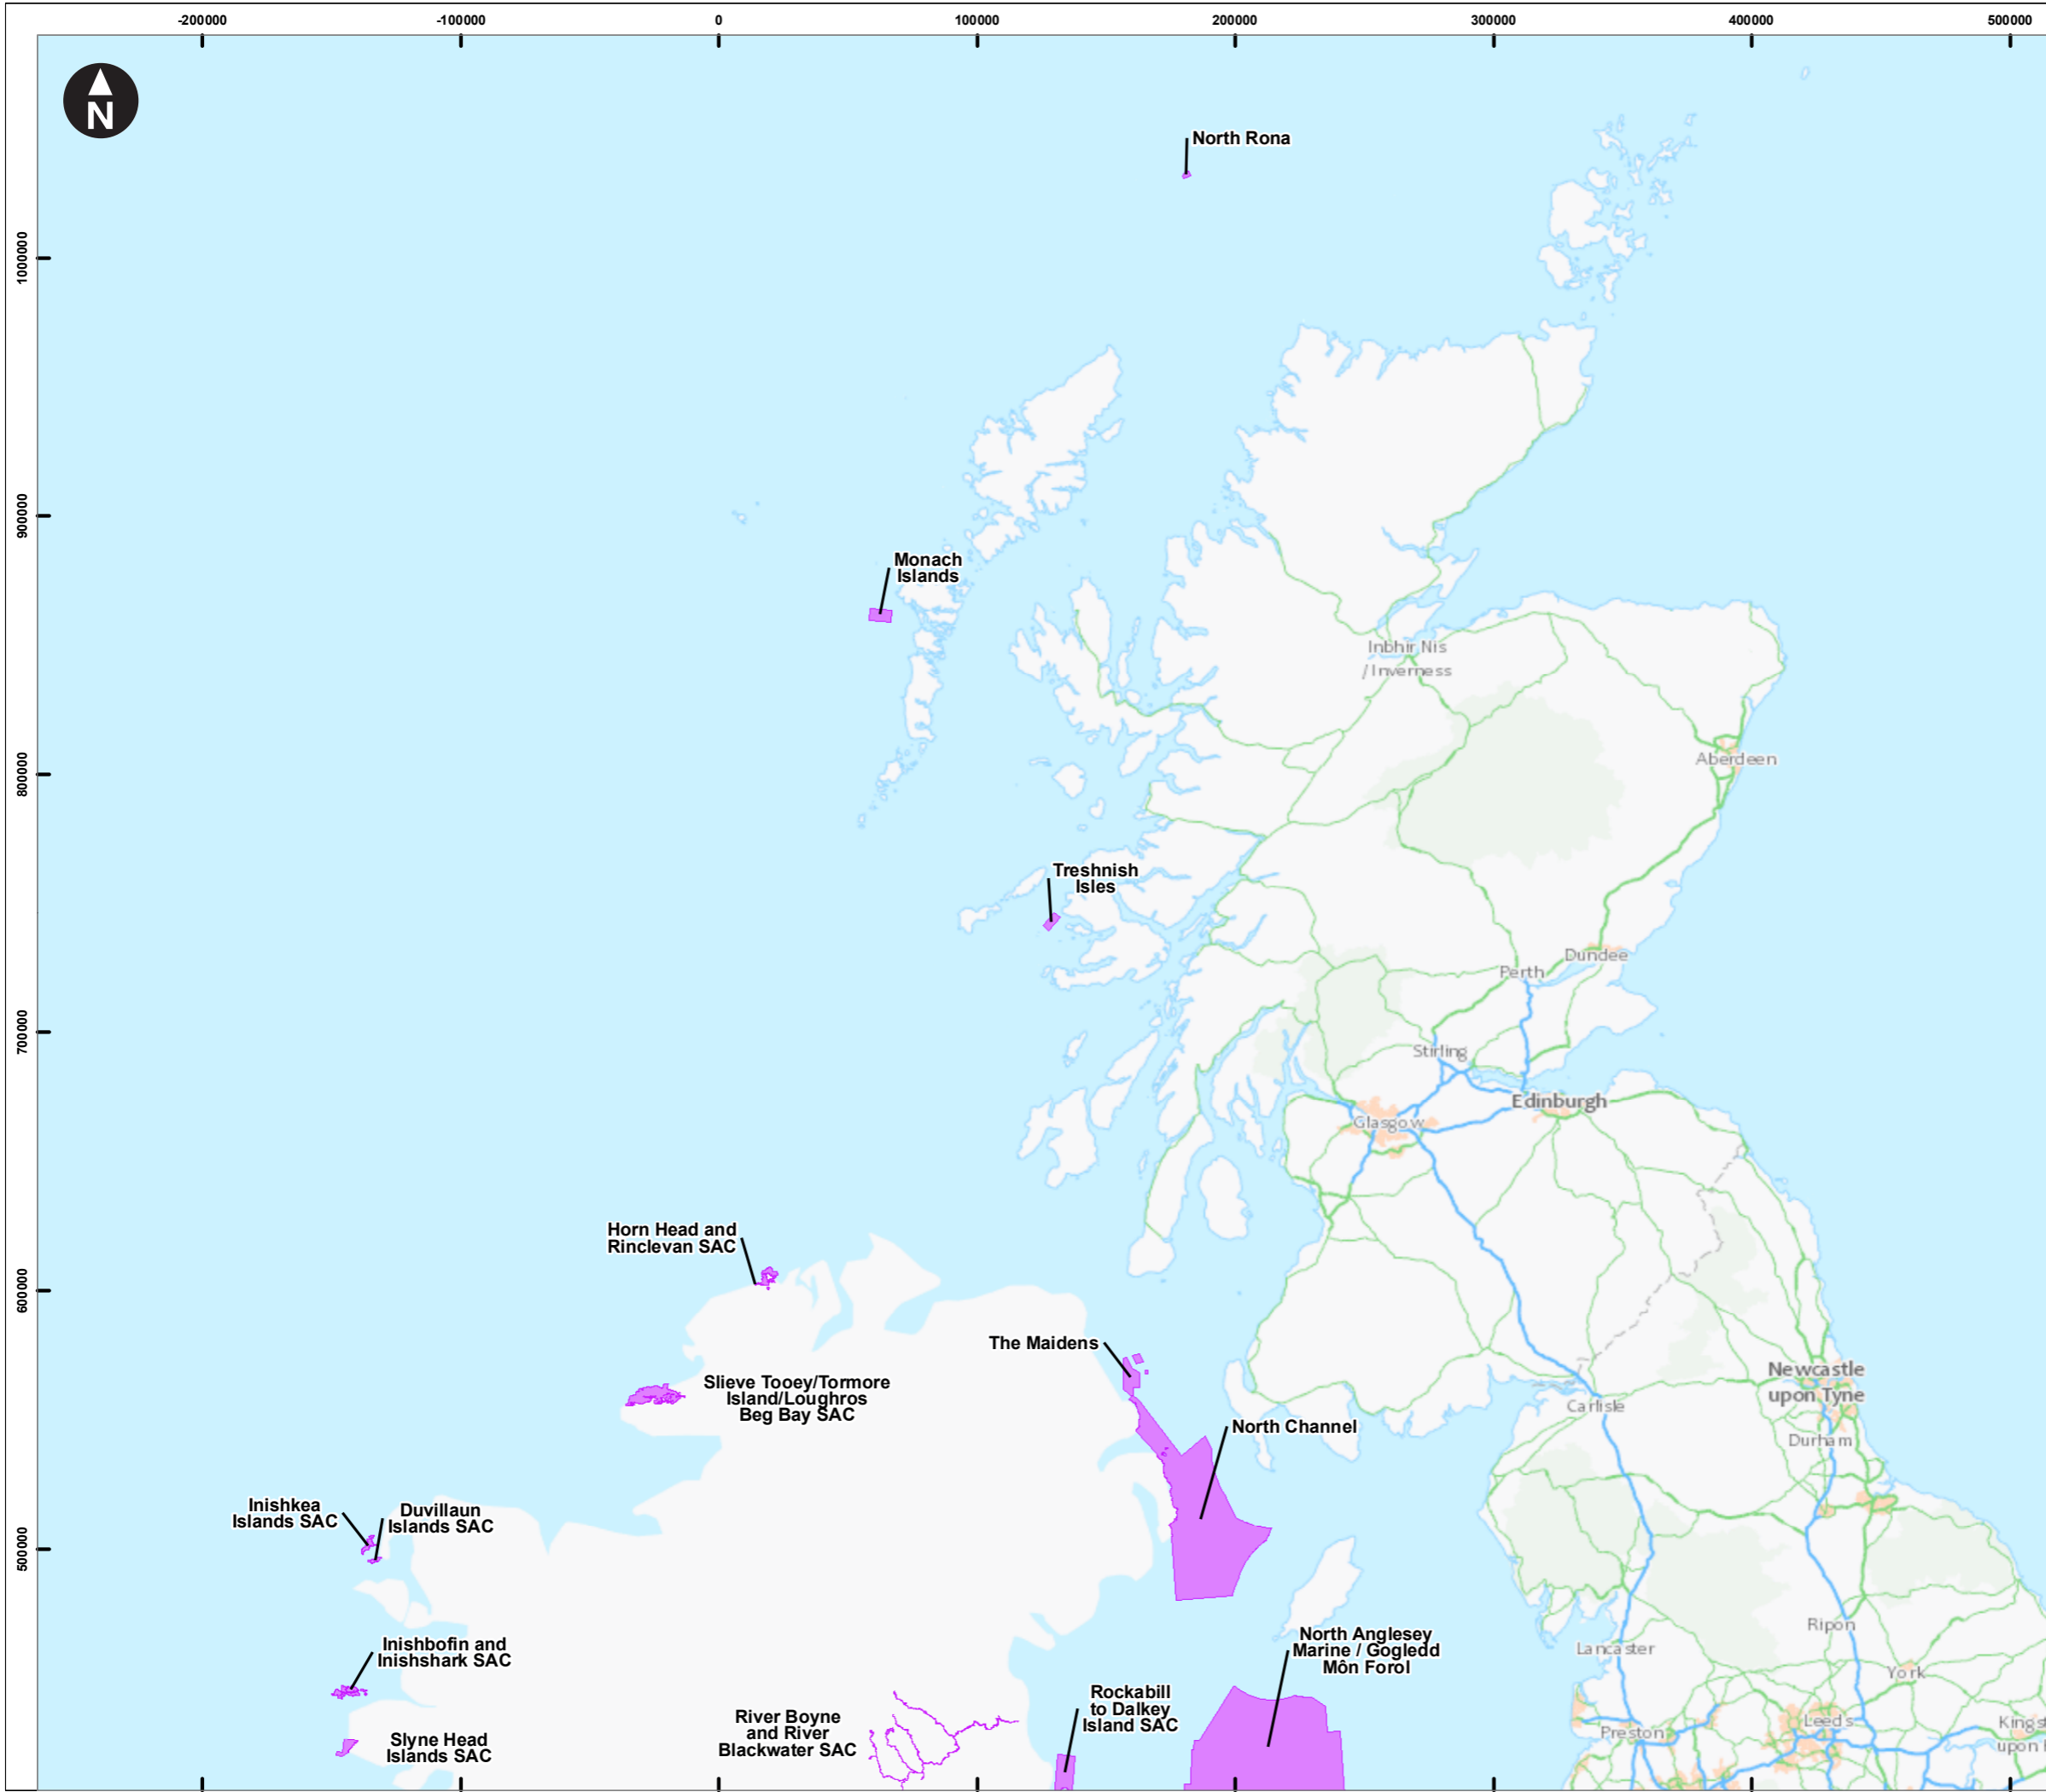 -200000
-100000
0
100000
200000
300000
400000
500000
N
North Rona
1000000
900000
Monach
Islands
Inbhir Nis
/ Inverness
800000
Aberdeen
Treshnish
Isles
Dundee
Perth
700000
Stirling
Edinburgh
Glasgow
Horn Head and
Rinclevan SAC
600000
The Maidens
Newcastle
upon Tyne
Slieve Tooey/Tormore
Island/Loughros
Beg Bay SAC
Carlisle
North Channel
Durham
Inishkea
Islands SAC
Duvillaun
Islands SAC
500000
Ripon
North Anglesey
Marine / Gogledd
Môn Forol
Lancaster
Inishbofin and
Inishshark SAC
York
Rockabill
to Dalkey
Island SAC
River Boyne
and River
Blackwater SAC
Leeds
Kings
upon
Preston
Slyne Head
Islands SAC